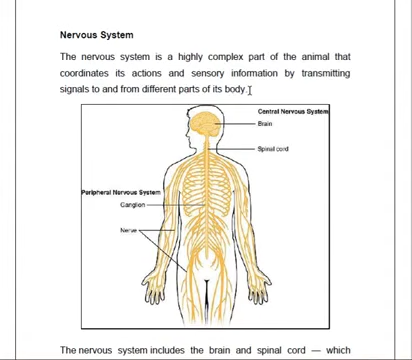 Nervous System
The nervous system is a highly complex part of the animal that
coordinates its actions and sensory information by transmitting
signals to and from different parts of its body.
Central Nervous System
Brain
Spinal cord
Peripheral Nervous System
Ganglion
Nerve
The nervous system includes the brain and spinal cord — which